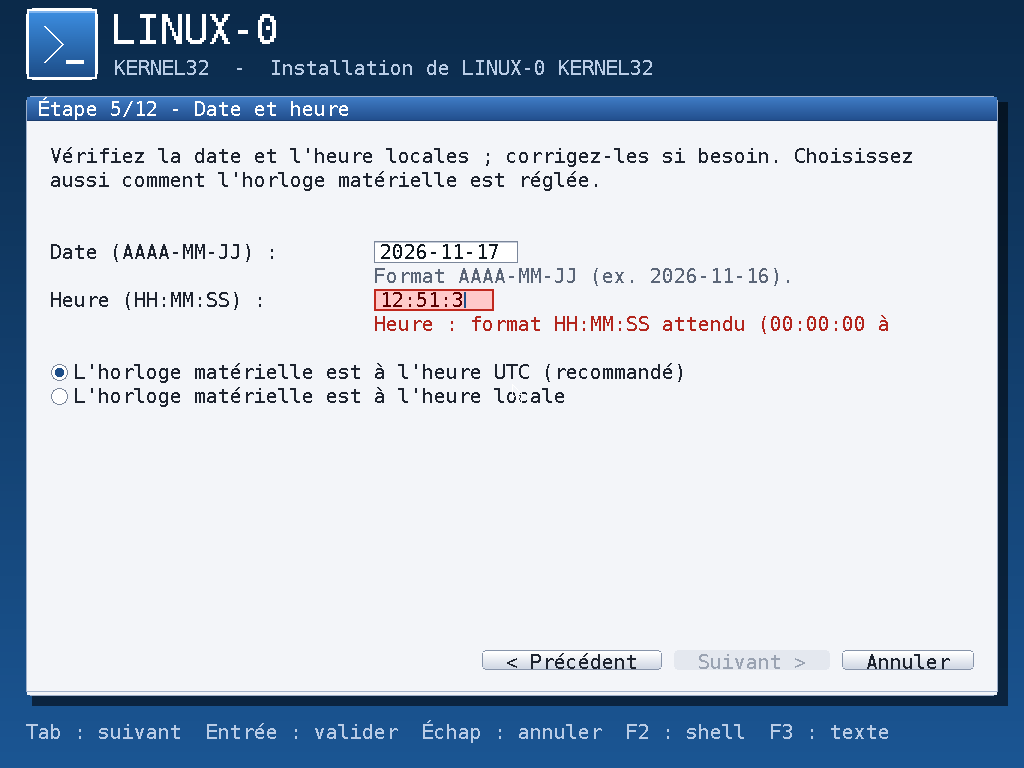 LINUX-0
KERNEL32 - Installation de LINUX-0 KERNEL32
Étape 5/12 - Date et heure
Vérifiez la date et l'heure locales ; corrigez-les si besoin. Choisissez
aussi comment l'horloge matérielle est réglée.
Date (AAAA-MM-JJ) : 2026-11-17
Format AAAA-MM-JJ (ex. 2026-11-16).
Heure (HH:MM:SS) : 12:51:3
Heure : format HH:MM:SS attendu (00:00:00 à
L'horloge matérielle est à l'heure UTC (recommandé)
L'horloge matérielle est à l'heure locale
< Précédent Suivant > Annuler
Tab : suivant Entrée : valider Échap : annuler F2 : shell F3 : texte